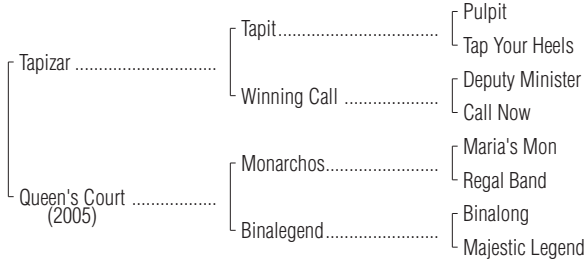 Pulpit
Tapit
Tap Your Heels
Tapizar
Deputy Minister
Winning Call
Call Now
Maria's Mon
Monarchos
Regal Band
Queen's Court
(2005)
Binalong
Binalegend
Majestic Legend